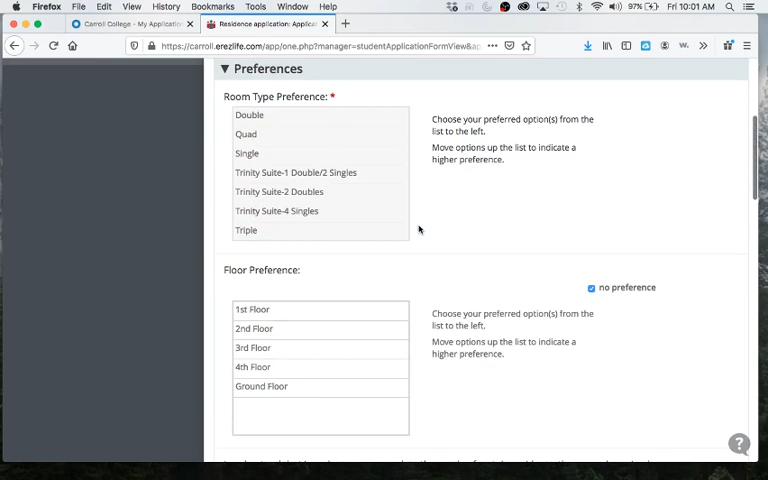 Firefox File Edit View History Bookmarks Tools Window Help 97% Fri 10:01 AM
Carroll College - My Application × Residence application: Applica × +
https://carroll.erezlife.com/app/one.php?manager=studentApplicationFormView&ap
w. »
▼ Preferences
Room Type Preference: *
Double
Quad
Single
Trinity Suite-1 Double/2 Singles
Trinity Suite-2 Doubles
Trinity Suite-4 Singles
Triple
Choose your preferred option(s) from the
list to the left.
Move options up the list to indicate a
higher preference.
Floor Preference:
no preference
1st Floor
2nd Floor
3rd Floor
4th Floor
Ground Floor
Choose your preferred option(s) from the
list to the left.
Move options up the list to indicate a
higher preference.
?